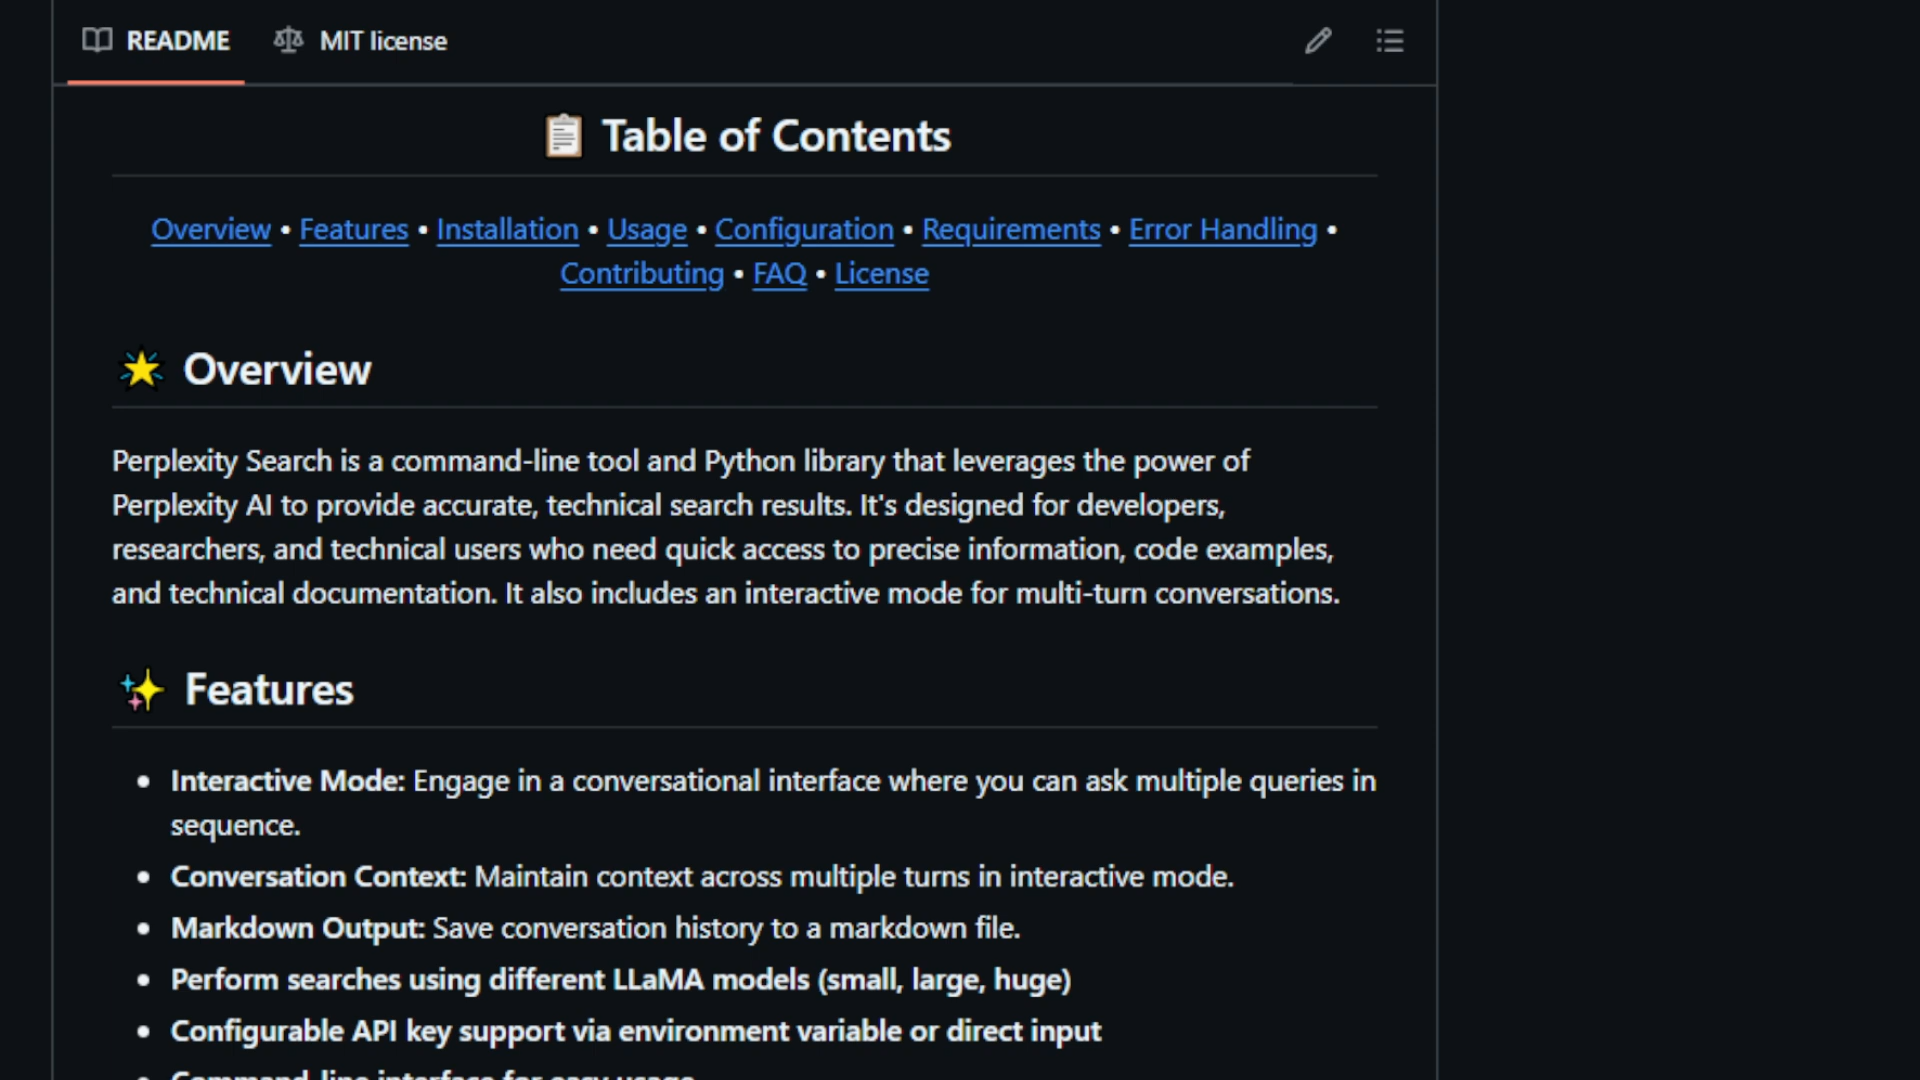 README MIT license
Table of Contents
Overview • Features • Installation • Usage • Configuration • Requirements • Error Handling •
Contributing • FAQ • License
Overview
Perplexity Search is a command-line tool and Python library that leverages the power of
Perplexity AI to provide accurate, technical search results. It's designed for developers,
researchers, and technical users who need quick access to precise information, code examples,
and technical documentation. It also includes an interactive mode for multi-turn conversations.
Features
• Interactive Mode: Engage in a conversational interface where you can ask multiple queries in
sequence.
• Conversation Context: Maintain context across multiple turns in interactive mode.
• Markdown Output: Save conversation history to a markdown file.
• Perform searches using different LLaMA models (small, large, huge)
• Configurable API key support via environment variable or direct input
• Command-line interface for easy usage